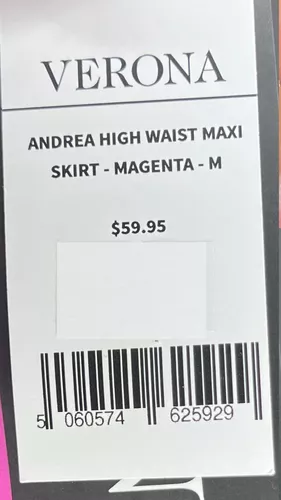 VERONA
ANDREA HIGH WAIST MAXI
SKIRT - MAGENTA - M
$59.95
5 060574 625929